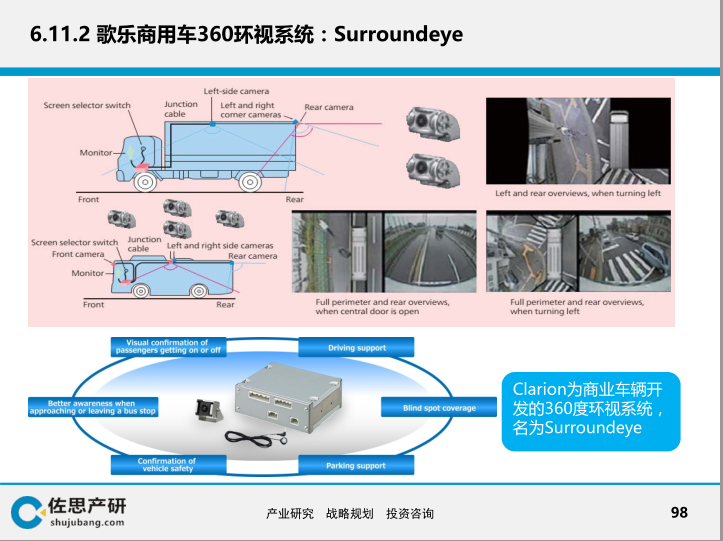 6.11.2 歌乐商用车360环视系统：Surroundeye
Left-side camera
Screen selector switch
Junction
cable
Left and right
corner cameras
Rear camera
Monitor
Front
Rear
Left and rear overviews, when turning left
Screen selector switch
Front camera
Junction
cable
Left and right side cameras
Rear camera
Monitor
Front
Rear
Full perimeter and rear overviews,
when central door is open
Full perimeter and rear overviews,
when turning left
Visual confirmation of
passengers getting on or off
Driving support
Better awareness when
approaching or leaving a bus stop
Blind spot coverage
Confirmation of
vehicle safety
Parking support
Clarion为商业车辆开
发的360度环视系统，
名为Surroundeye
佐思产研
shujubang.com
产业研究 战略规划 投资咨询
98